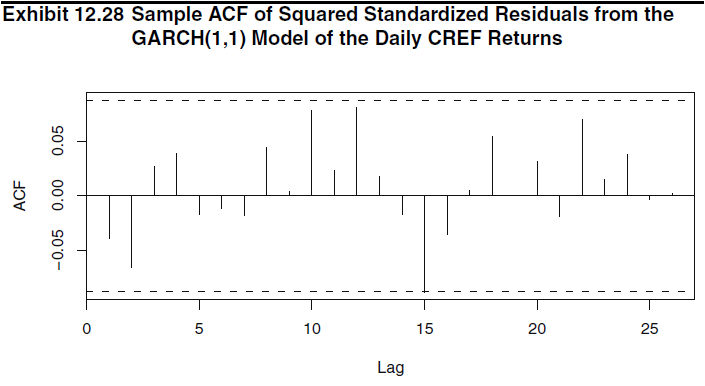 Exhibit 12.28 Sample ACF of Squared Standardized Residuals from the
GARCH(1,1) Model of the Daily CREF Returns
ACF
0.05
0.00
−0.05
0 5 10 15 20 25
Lag